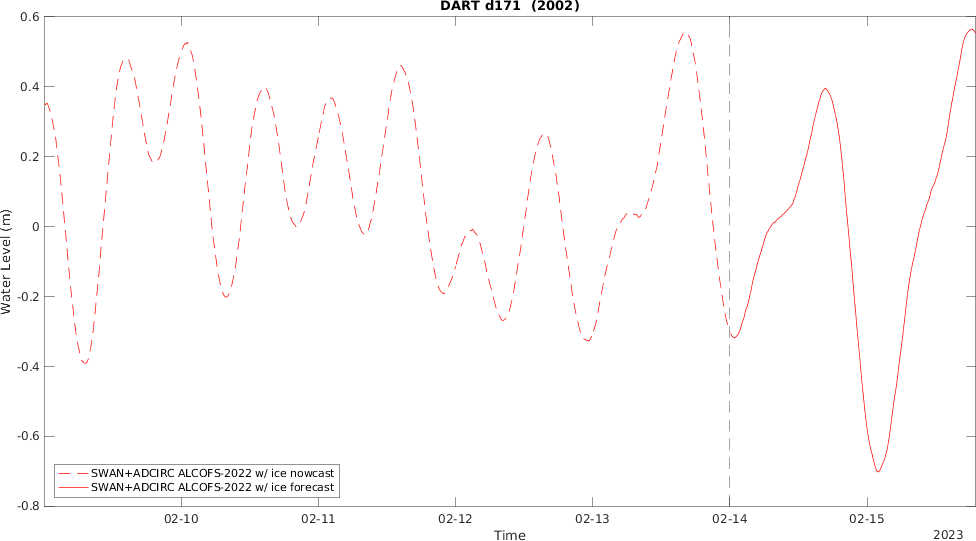 DART d171 (2002)
0.6
0.4
0.2
0
-0.2
-0.4
-0.6
-0.8
Water Level (m)
SWAN+ADCIRC ALCOFS-2022 w/ ice nowcast
SWAN+ADCIRC ALCOFS-2022 w/ ice forecast
02-10 02-11 02-12 02-13 02-14 02-15
Time
2023